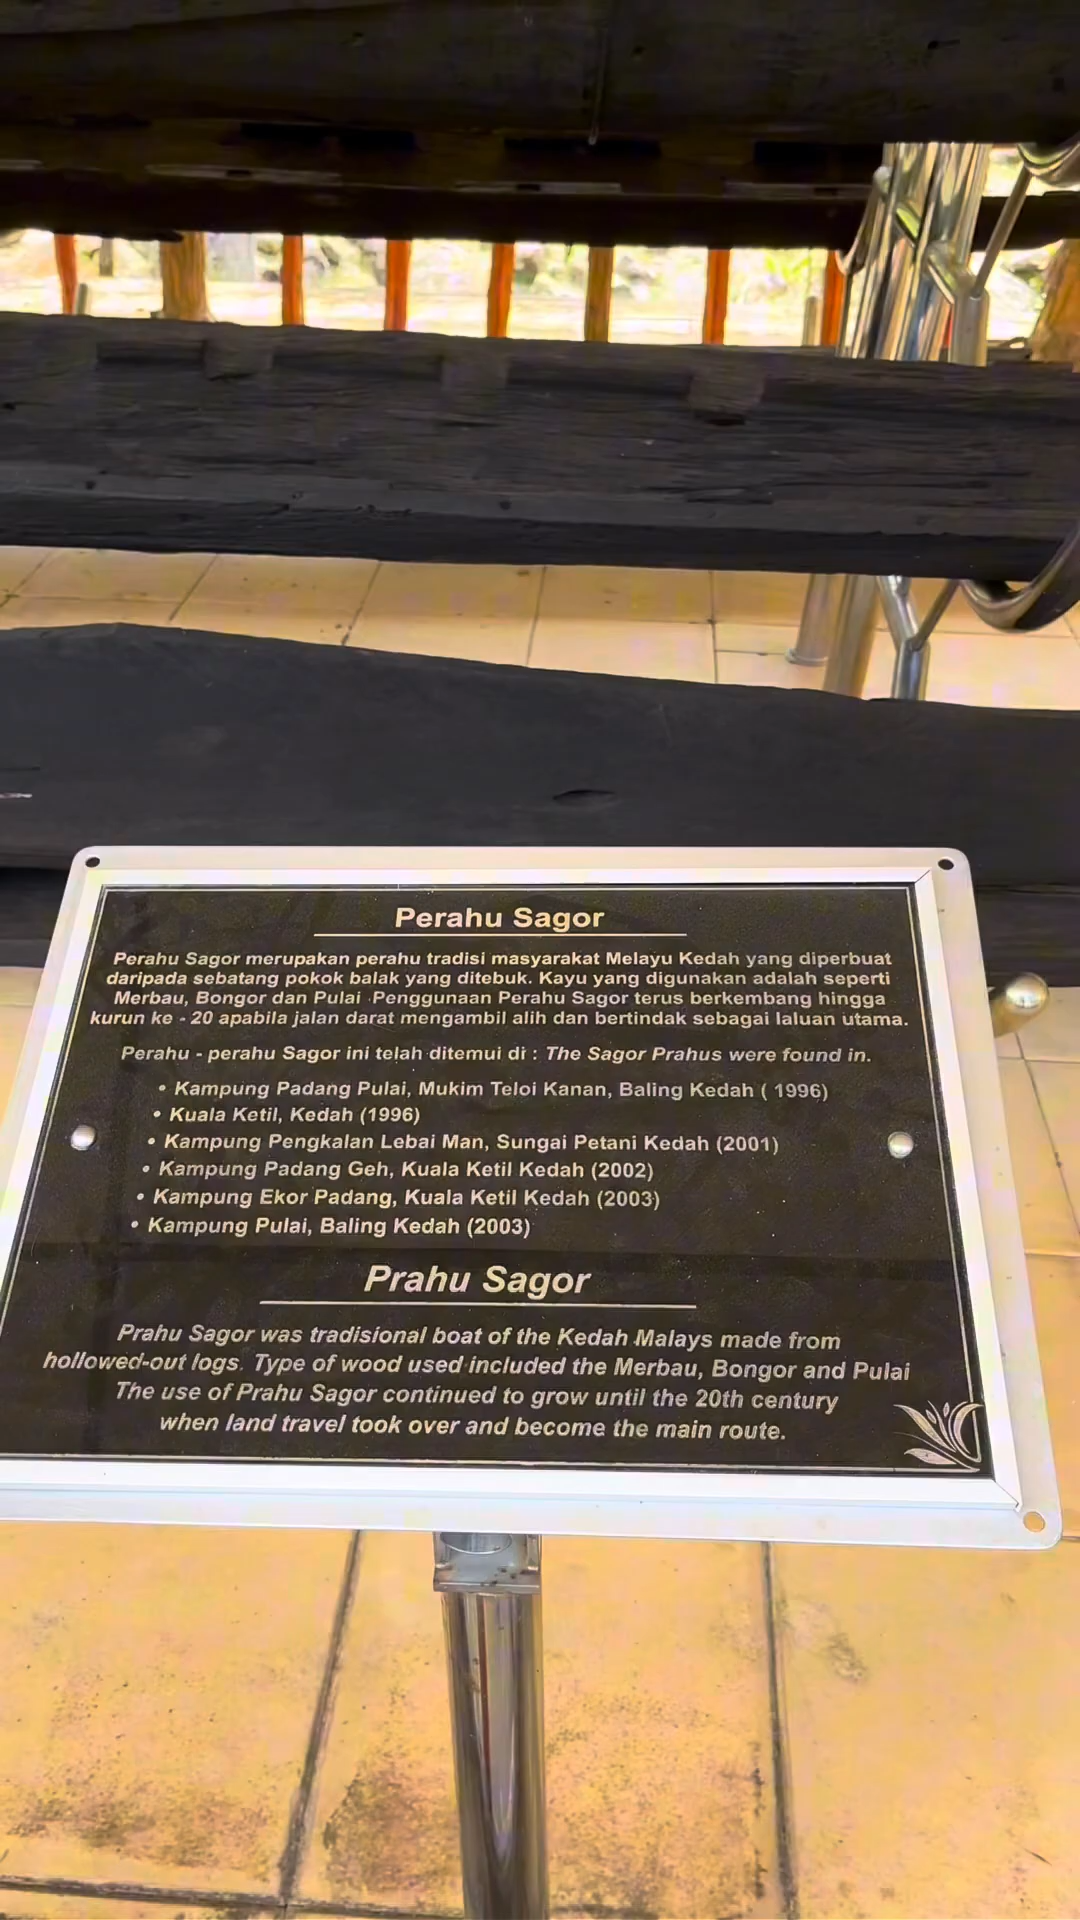 Perahu Sagor
Perahu Sagor merupakan perahu tradisi masyarakat Melayu Kedah yang diperbuat
daripada sebatang pokok balak yang ditebuk. Kayu yang digunakan adalah seperti
Merbau, Bongor dan Pulai Penggunaan Perahu Sagor terus berkembang hingga
kurun ke - 20 apabila jalan darat mengambil alih dan bertindak sebagai laluan utama.
Perahu - perahu Sagor ini telah ditemui di : The Sagor Prahus were found in.
• Kampung Padang Pulai, Mukim Teloi Kanan, Baling Kedah ( 1996)
• Kuala Ketil, Kedah (1996)
• Kampung Pengkalan Lebai Man, Sungai Petani Kedah (2001)
• Kampung Padang Geh, Kuala Ketil Kedah (2002)
• Kampung Ekor Padang, Kuala Ketil Kedah (2003)
• Kampung Pulai, Baling Kedah (2003)
Prahu Sagor
Prahu Sagor was tradisional boat of the Kedah Malays made from
hollowed-out logs. Type of wood used included the Merbau, Bongor and Pulai
The use of Prahu Sagor continued to grow until the 20th century
when land travel took over and become the main route.